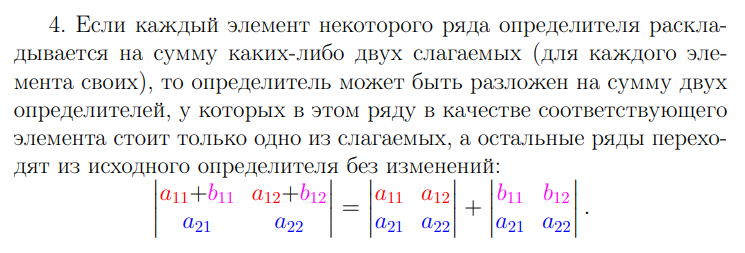 4. Если каждый элемент некоторого ряда определителя раскла-
дывается на сумму каких-либо двух слагаемых (для каждого эле-
мента своих), то определитель может быть разложен на сумму двух
определителей, у которых в этом ряду в качестве соответствующего
элемента стоит только одно из слагаемых, а остальные ряды перехо-
дят из исходного определителя без изменений:
|a₁₁+b₁₁ a₁₂+b₁₂| = |a₁₁ a₁₂| + |b₁₁ b₁₂|
|a₂₁ a₂₂| |a₂₁ a₂₂| |a₂₁ a₂₂| .